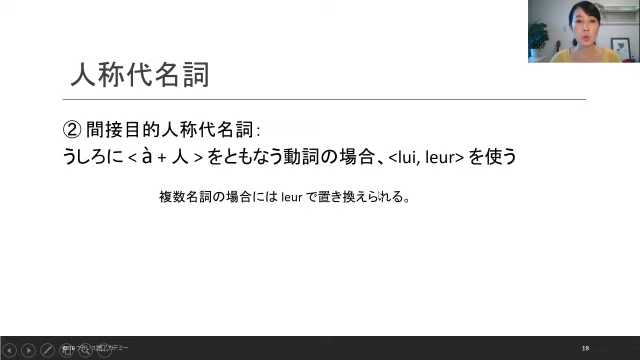 人称代名詞
② 間接目的人称代名詞：
うしろに < à + 人 > をともなう動詞の場合、<lui, leur> を使う
複数名詞の場合には leur で置き換えられる。
18